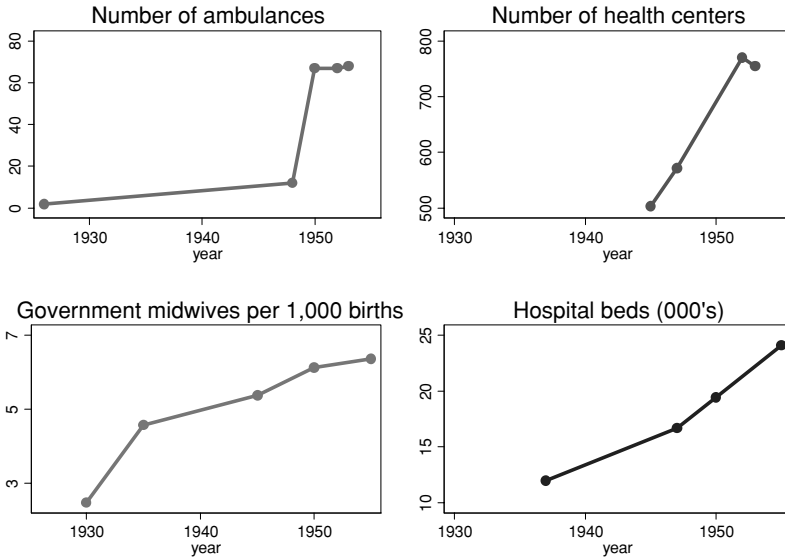 Number of ambulances
80
60
40
20
0
1930 1940 1950
year
Number of health centers
800
700
600
500
1930 1940 1950
year
Government midwives per 1,000 births
7
5
3
1930 1940 1950
year
Hospital beds (000's)
25
20
15
10
1930 1940 1950
year